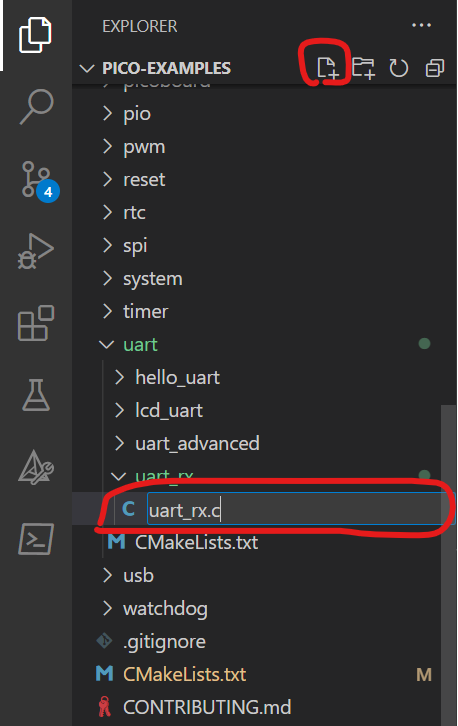 EXPLORER
PICO-EXAMPLES
picoboard
pio
pwm
reset
rtc
spi
4
system
timer
uart
hello_uart
lcd_uart
uart_advanced
uart_rx
C uart_rx.c
M CMakeLists.txt
usb
watchdog
.gitignore
M CMakeLists.txt M
CONTRIBUTING.md